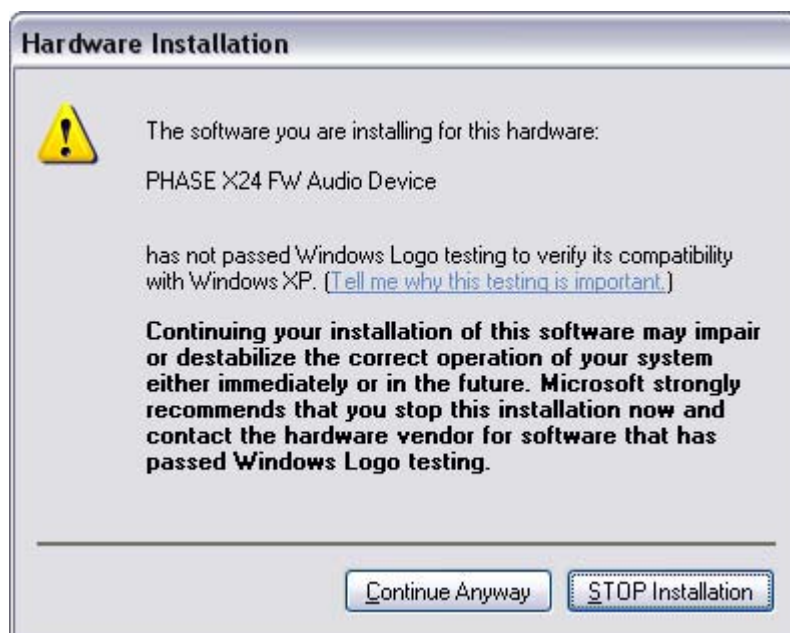 Hardware Installation
The software you are installing for this hardware:
PHASE X24 FW Audio Device
has not passed Windows Logo testing to verify its compatibility
with Windows XP. (Tell me why this testing is important.)
Continuing your installation of this software may impair
or destabilize the correct operation of your system
either immediately or in the future. Microsoft strongly
recommends that you stop this installation now and
contact the hardware vendor for software that has
passed Windows Logo testing.
Continue Anyway
STOP Installation